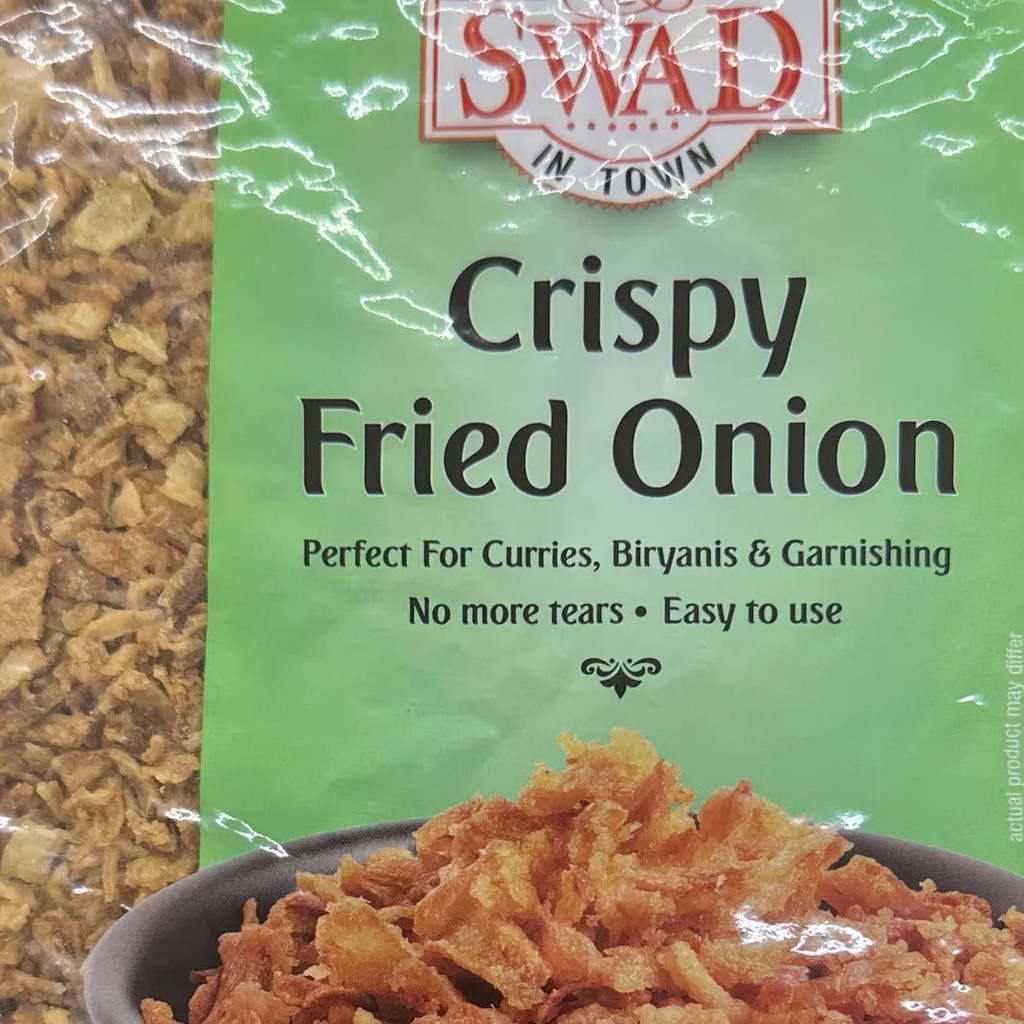 SWAD
IN TOWN
Crispy
Fried Onion
Perfect For Curries, Biryanis & Garnishing
No more tears • Easy to use
actual product may differ